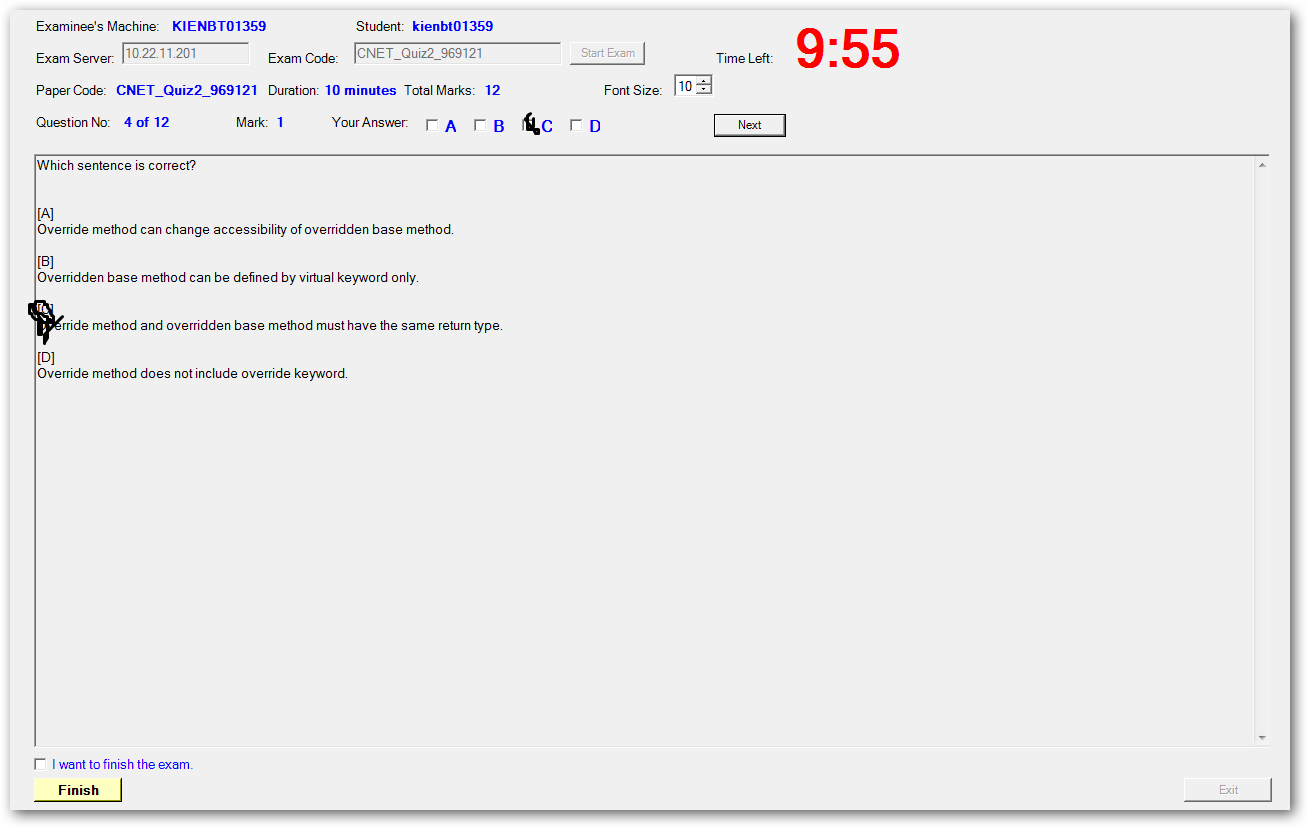 Examinee's Machine: KIENBT01359 Student: kienbt01359
Exam Server: 10.22.11.201 Exam Code: CNET_Quiz2_969121 Start Exam Time Left: 9:55
Paper Code: CNET_Quiz2_969121 Duration: 10 minutes Total Marks: 12 Font Size: 10
Question No: 4 of 12 Mark: 1 Your Answer: A B C D Next
Which sentence is correct?
[A]
Override method can change accessibility of overridden base method.
[B]
Overridden base method can be defined by virtual keyword only.
[C]
Override method and overridden base method must have the same return type.
[D]
Override method does not include override keyword.
I want to finish the exam.
Finish Exit